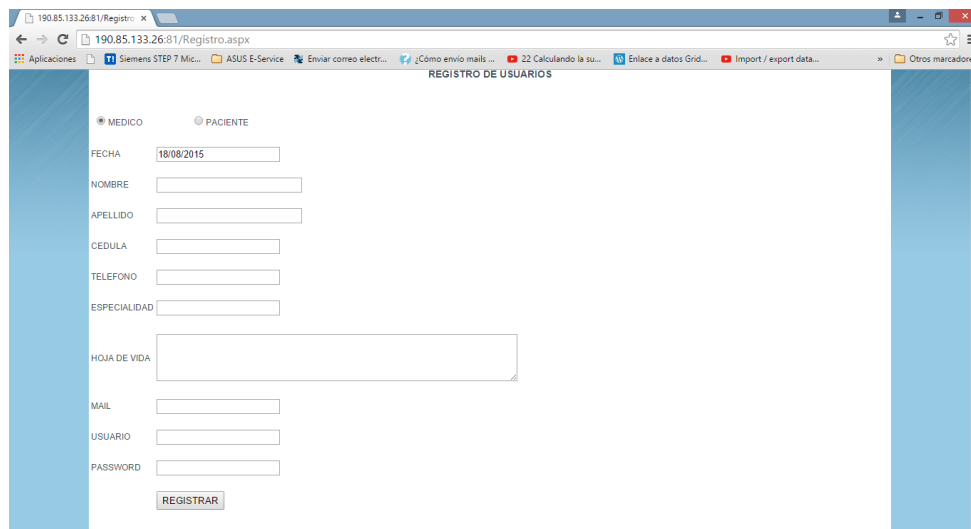 190.85.133.26:81/Registro
190.85.133.26:81/Registro.aspx
Aplicaciones TI Siemens STEP 7 Mic... ASUS E-Service Enviar correo electr... ¿Cómo envío mails ... 22 Calculando la su... Enlace a datos Grid... Import / export data... » Otros marcadore
REGISTRO DE USUARIOS
MEDICO PACIENTE
FECHA 18/08/2015
NOMBRE
APELLIDO
CEDULA
TELEFONO
ESPECIALIDAD
HOJA DE VIDA
MAIL
USUARIO
PASSWORD
REGISTRAR